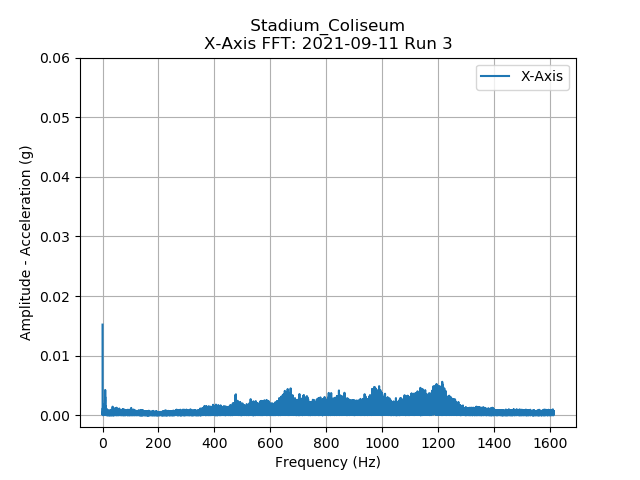 Stadium_Coliseum
X-Axis FFT: 2021-09-11 Run 3
X-Axis
Amplitude - Acceleration (g)
0.06
0.05
0.04
0.03
0.02
0.01
0.00
0 200 400 600 800 1000 1200 1400 1600
Frequency (Hz)